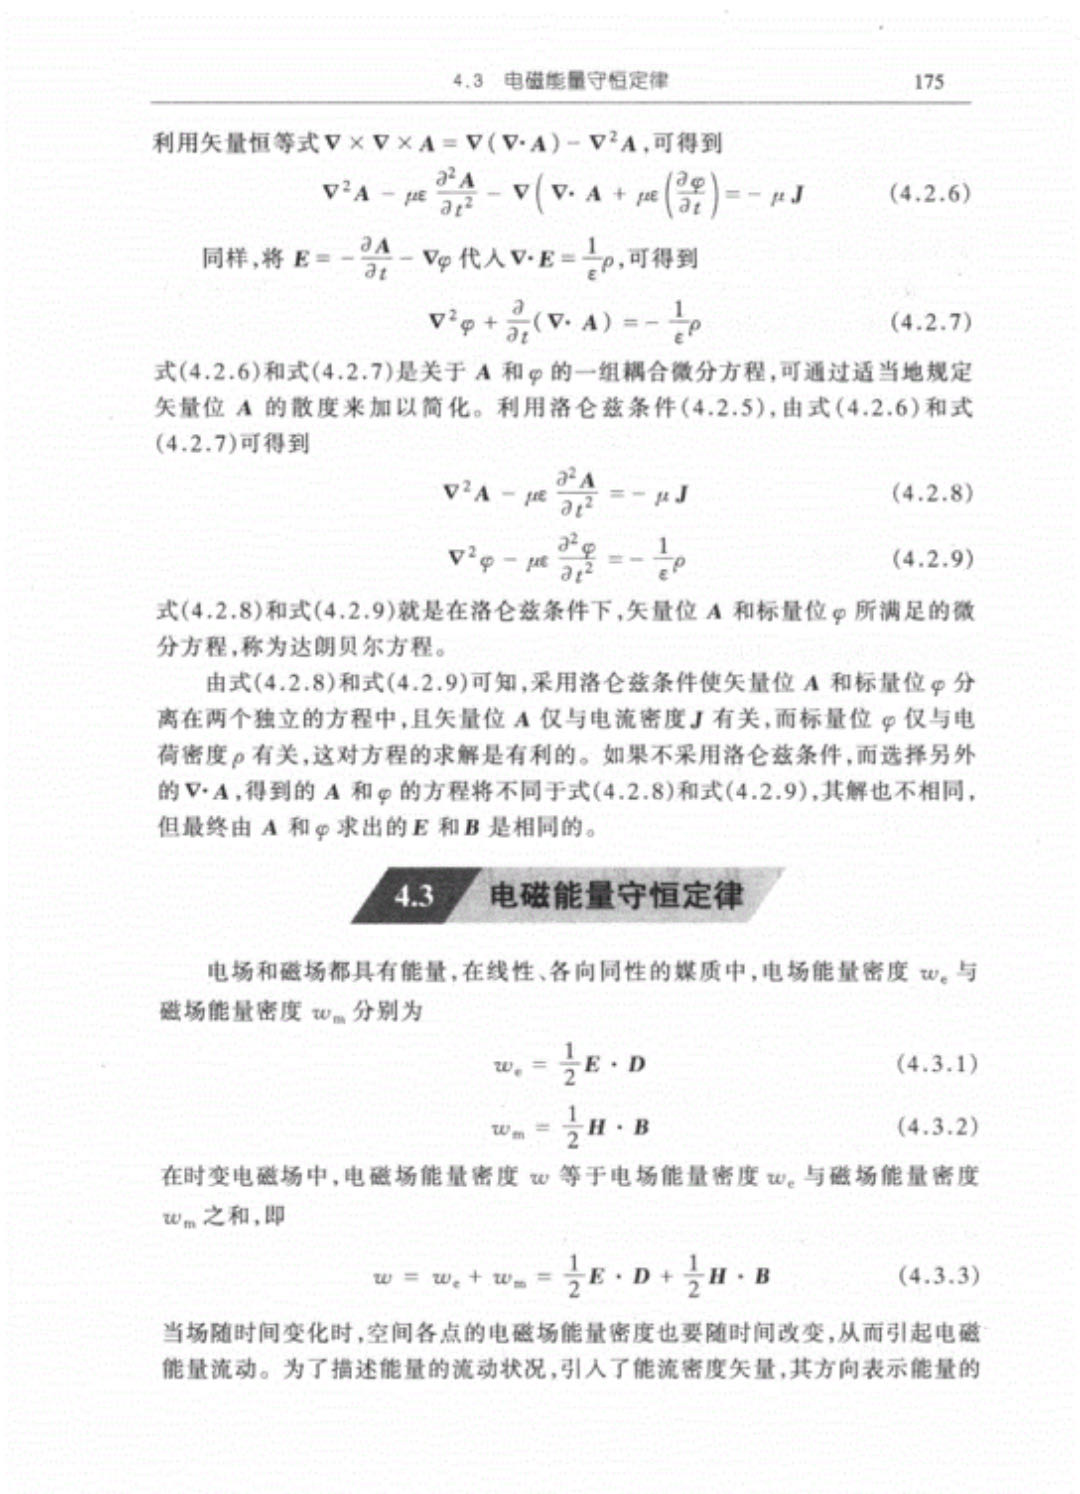 4.3 电磁能量守恒定律 175
利用矢量恒等式∇×∇×A=∇(∇·A)-∇²A,可得到
∇²A - με ∂²A/∂t² - ∇(∇·A + με(∂φ/∂t) = -μJ (4.2.6)
同样,将 E = -∂A/∂t - ∇φ 代入∇·E = 1/ε ρ,可得到
∇²φ + ∂/∂t(∇·A) = -1/ε ρ (4.2.7)
式(4.2.6)和式(4.2.7)是关于 A 和φ的一组耦合微分方程,可通过适当地规定
矢量位 A 的散度来加以简化。利用洛仑兹条件(4.2.5),由式(4.2.6)和式
(4.2.7)可得到
∇²A - με ∂²A/∂t² = -μJ (4.2.8)
∇²φ - με ∂²φ/∂t² = -1/ε ρ (4.2.9)
式(4.2.8)和式(4.2.9)就是在洛仑兹条件下,矢量位 A 和标量位φ所满足的微
分方程,称为达朗贝尔方程。
由式(4.2.8)和式(4.2.9)可知,采用洛仑兹条件使矢量位 A 和标量位φ分
离在两个独立的方程中,且矢量位 A 仅与电流密度J 有关,而标量位 φ 仅与电
荷密度ρ有关,这对方程的求解是有利的。如果不采用洛仑兹条件,而选择另外
的∇·A,得到的 A 和φ的方程将不同于式(4.2.8)和式(4.2.9),其解也不相同,
但最终由 A 和φ求出的E 和B 是相同的。
4.3 电磁能量守恒定律
电场和磁场都具有能量,在线性、各向同性的媒质中,电场能量密度 wₑ 与
磁场能量密度 wₘ 分别为
wₑ = 1/2 E · D (4.3.1)
wₘ = 1/2 H · B (4.3.2)
在时变电磁场中,电磁场能量密度 w 等于电场能量密度 wₑ 与磁场能量密度
wₘ 之和,即
w = wₑ + wₘ = 1/2 E · D + 1/2 H · B (4.3.3)
当场随时间变化时,空间各点的电磁场能量密度也要随时间改变,从而引起电磁
能量流动。为了描述能量的流动状况,引入了能流密度矢量,其方向表示能量的